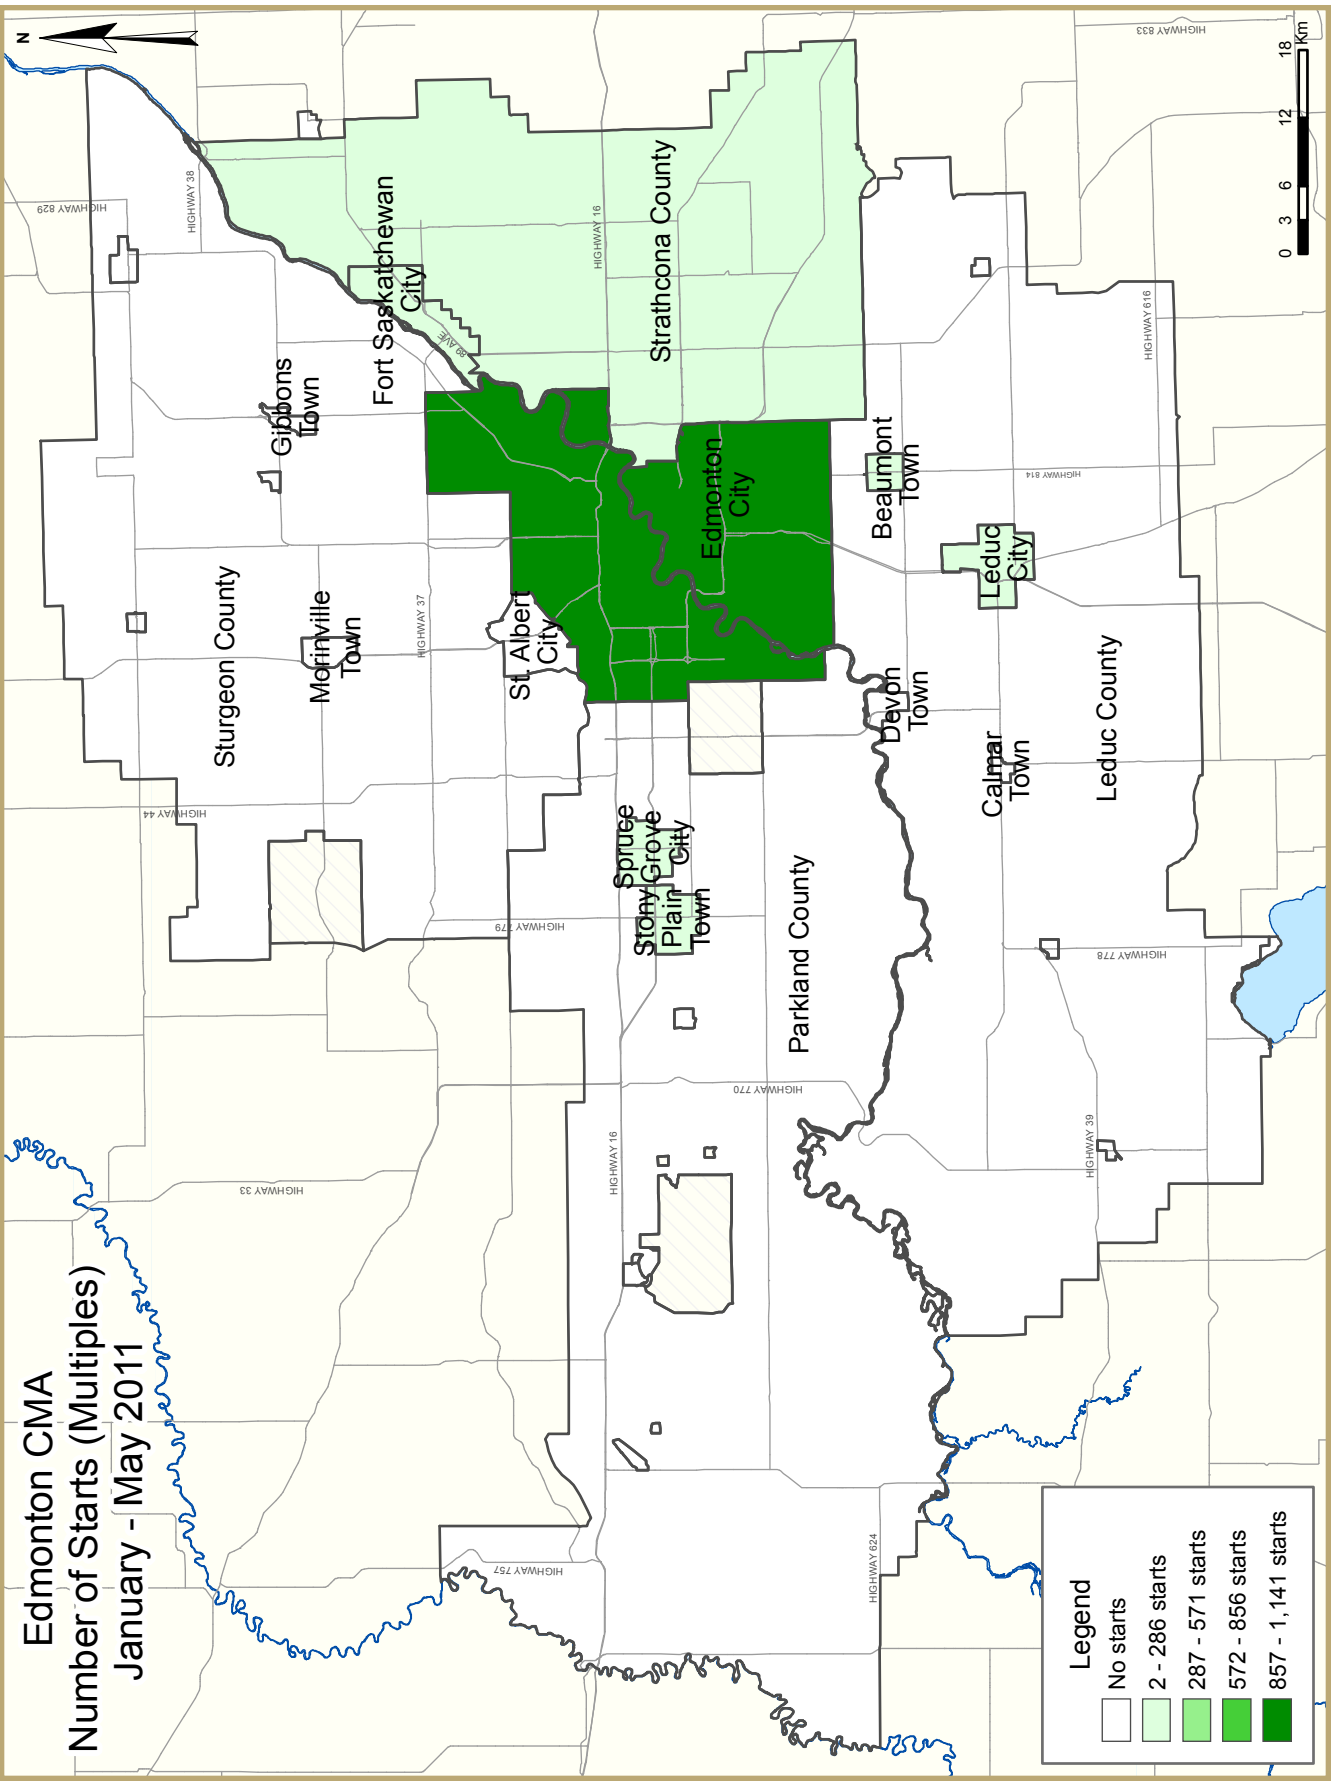 Edmonton CMA
Number of Starts (Multiples)
January - May 2011
N
HIGHWAY 829
HIGHWAY 38
HIGHWAY 833
HIGHWAY 44
HIGHWAY 33
Sturgeon County
Gibbons
Town
Morinville
Town
Fort Saskatchewan
City
89 AVE
HIGHWAY 37
St. Albert
City
HIGHWAY 779
HIGHWAY 757
HIGHWAY 16
HIGHWAY 16
Strathcona County
Edmonton
City
Spruce
Grove
City
Stony
Plain
Town
HIGHWAY 770
Parkland County
HIGHWAY 624
Beaumont
Town
HIGHWAY 814
Devon
Town
Leduc
City
Calmar
Town
Leduc County
HIGHWAY 616
HIGHWAY 778
HIGHWAY 39
Legend
No starts
2 - 286 starts
287 - 571 starts
572 - 856 starts
857 - 1,141 starts
0 3 6 12 18
Km